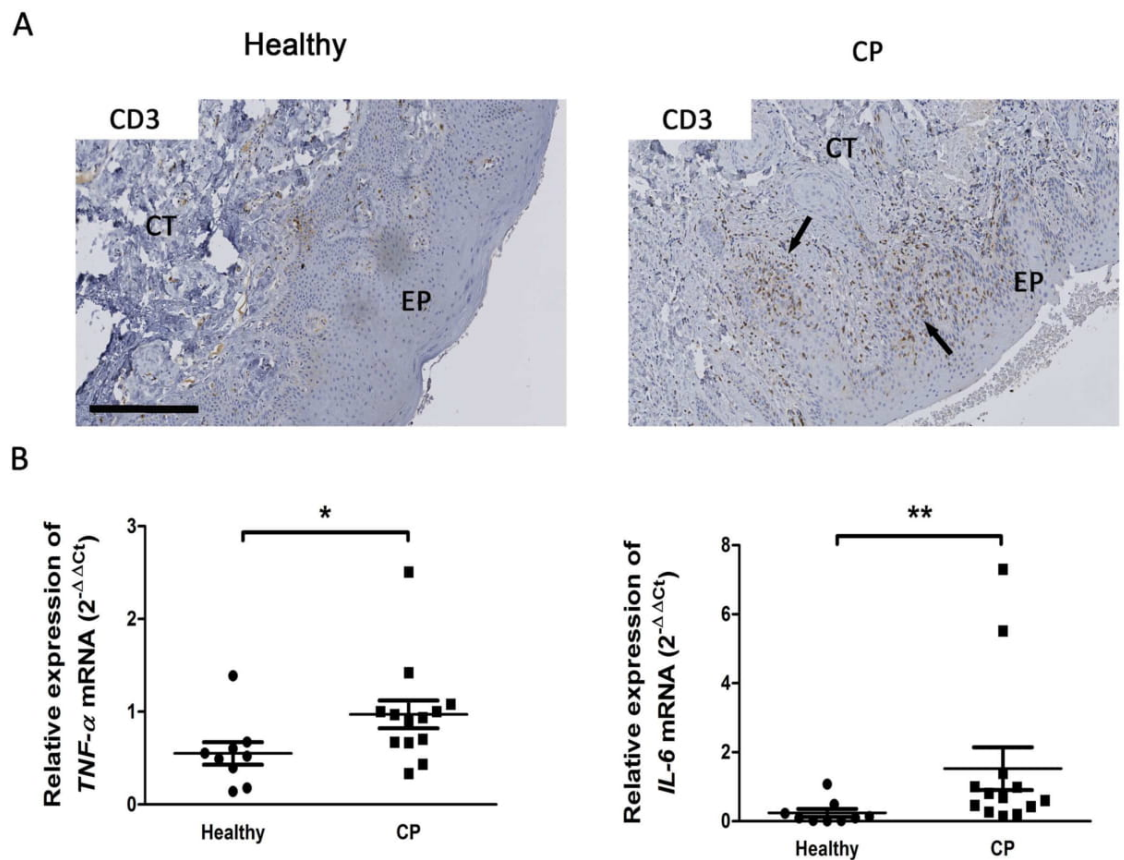 A
Healthy
CP
CD3
CT
EP
CD3
CT
EP
B
Relative expression of
TNF-α mRNA (2^-ΔΔCt)
3
2
1
0
*
Healthy
CP
Relative expression of
IL-6 mRNA (2^-ΔΔCt)
8
6
4
2
0
**
Healthy
CP